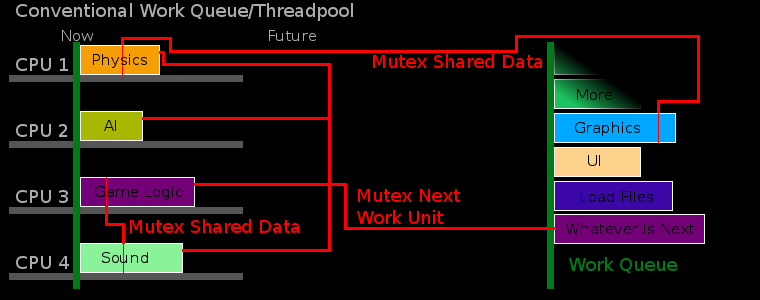 Conventional Work Queue/Threadpool
Now
Future
CPU 1
Physics
Mutex Shared Data
More
CPU 2
AI
Graphics
UI
CPU 3
Game Logic
Mutex Next
Work Unit
Load Files
Mutex Shared Data
Whatever is Next
CPU 4
Sound
Work Queue